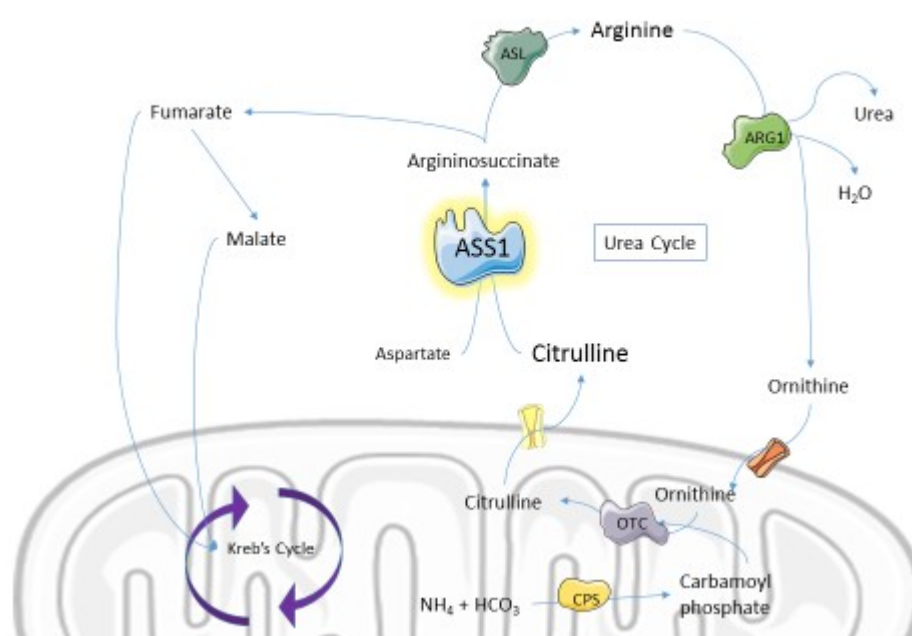 Arginine
ASL
Fumarate
Urea
ARG1
Argininosuccinate
H₂O
Malate
ASS1
Urea Cycle
Aspartate
Citrulline
Ornithine
Citrulline
Ornithine
OTC
Kreb's Cycle
NH₄ + HCO₃
CPS
Carbamoyl
phosphate